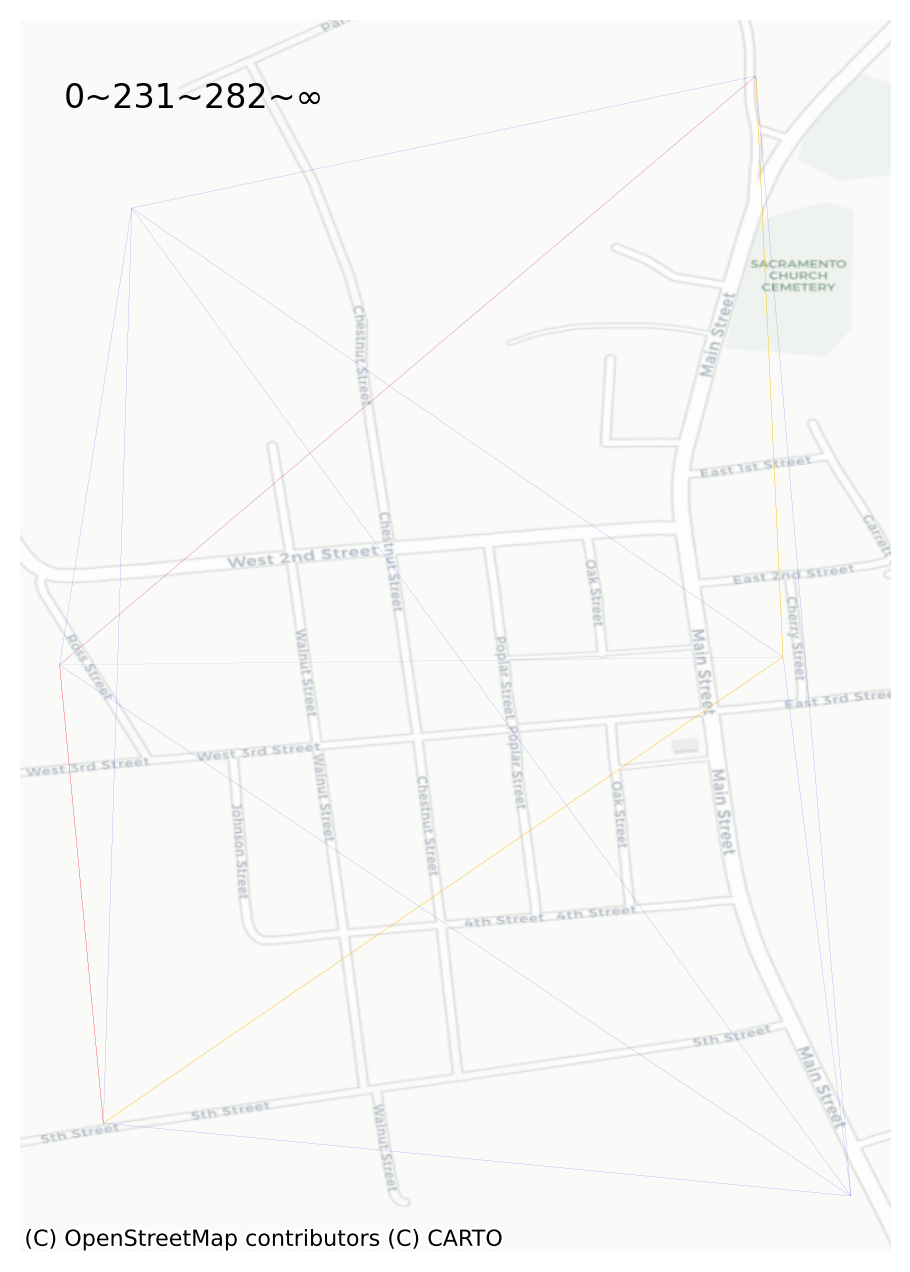 Par
0~231~282~∞
SACRAMENTO
CHURCH
CEMETERY
Main Street
Chestnut Street
East 1st Street
Garrett
Chestnut Street
West 2nd Street
Oak Street
East 2nd Street
Cherry Street
Ross Street
Walnut Street
Poplar Street
Main Street
East 3rd Stree
West 3rd Street
West 3rd Street
Poplar Street
Walnut Street
Johnson Street
Chestnut Street
Oak Street
Main Street
4th Street
4th Street
5th Street
Main Street
5th Street
5th Street
Walnut Street
(C) OpenStreetMap contributors (C) CARTO